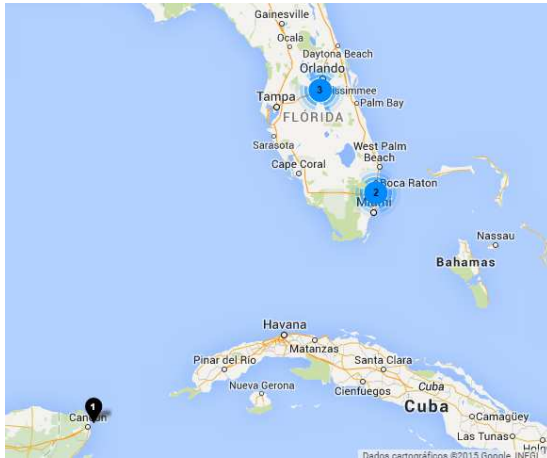 Gainesville
Ocala
Daytona Beach
Orlando
3
issimmee
Tampa
Palm Bay
FLÓRIDA
Sarasota
West Palm
Beach
Cape Coral
2
Boca Raton
Miami
Nassau
Bahamas
Havana
Matanzas
Pinar del Río
Santa Clara
Nueva Gerona
Cienfuegos
Cuba
Cuba
1
Cancún
Camagüey
Las Tunas
Holg
Dados cartográficos ©2015 Google, INEGI